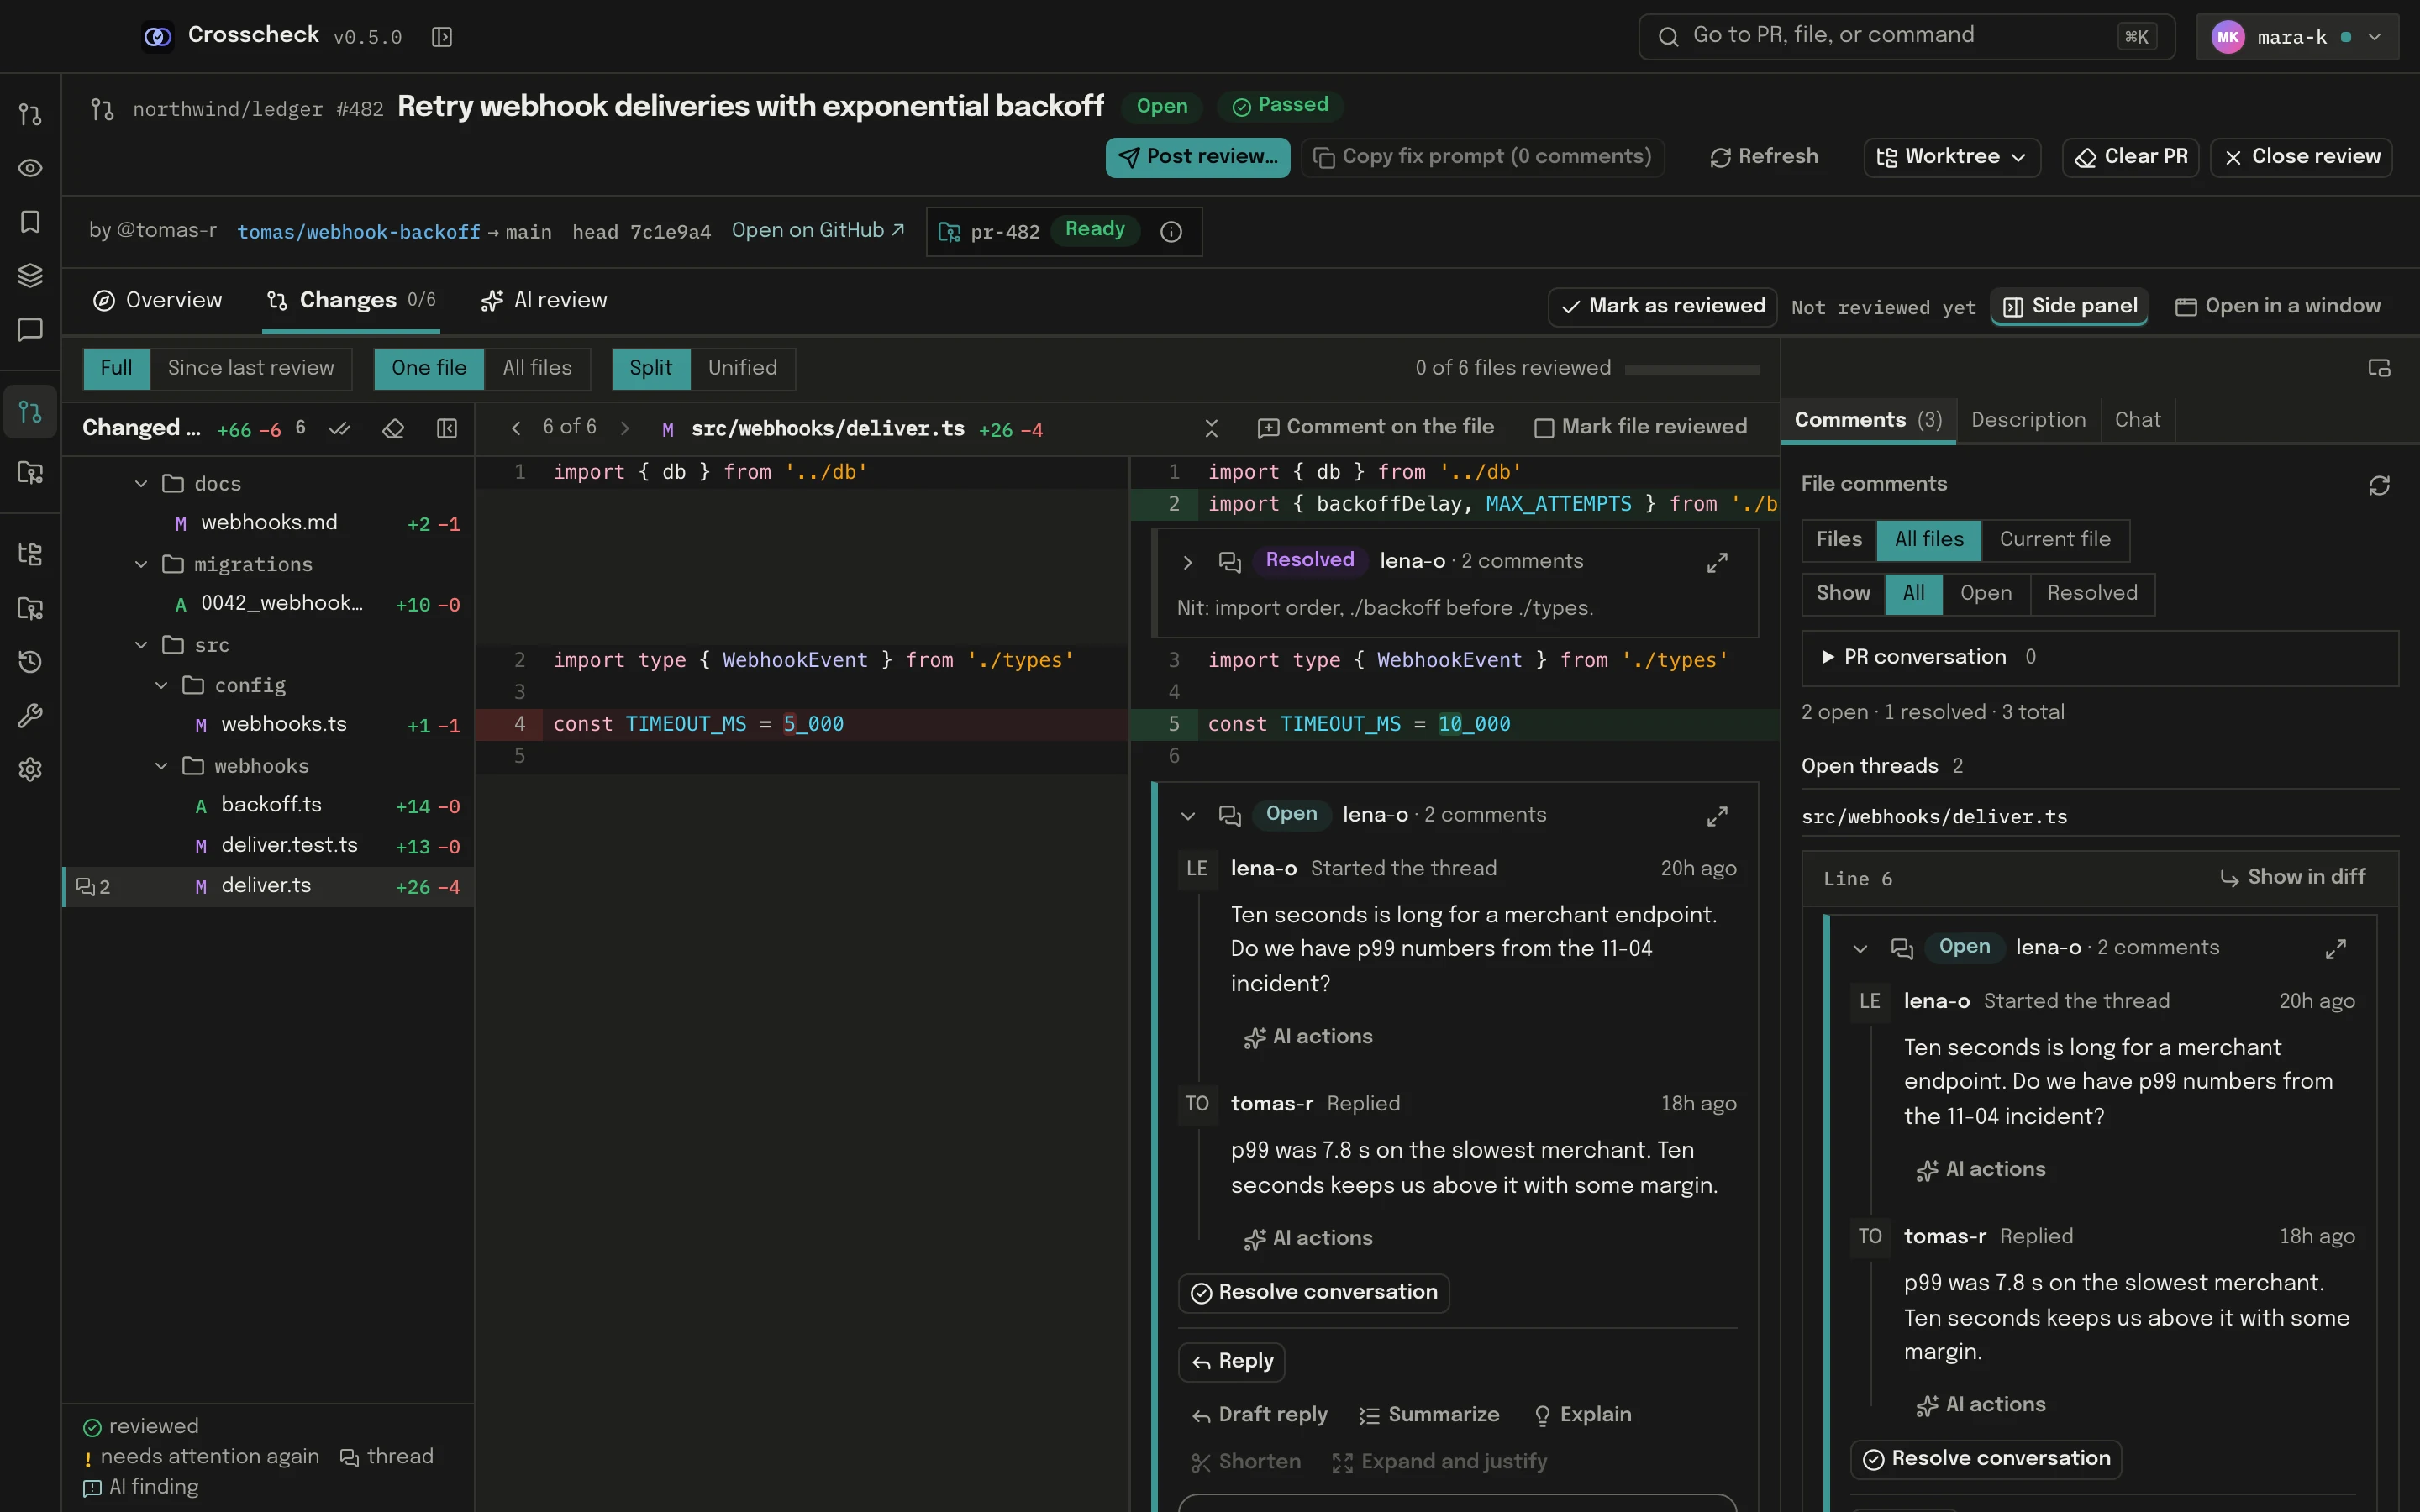 Crosscheck v0.5.0
Go to PR, file, or command ⌘K
MK mara-k
northwind/ledger #482 Retry webhook deliveries with exponential backoff Open Passed
Post review… Copy fix prompt (0 comments) Refresh Worktree Clear PR Close review
by @tomas-r tomas/webhook-backoff → main head 7c1e9a4 Open on GitHub ↗ pr-482 Ready
Overview Changes 0/6 AI review
Mark as reviewed Not reviewed yet Side panel Open in a window
Full Since last review One file All files Split Unified 0 of 6 files reviewed
Changed … +66 −6 6
docs
M webhooks.md +2 −1
migrations
A 0042_webhook… +10 −0
src
config
M webhooks.ts +1 −1
webhooks
A backoff.ts +14 −0
M deliver.test.ts +13 −0
2 M deliver.ts +26 −4
reviewed
! needs attention again thread
AI finding
6 of 6 M src/webhooks/deliver.ts +26 −4 Comment on the file Mark file reviewed
1 import { db } from '../db'
2 import type { WebhookEvent } from './types'
3
4 const TIMEOUT_MS = 5_000
5
1 import { db } from '../db'
2 import { backoffDelay, MAX_ATTEMPTS } from './b
Resolved lena-o · 2 comments
Nit: import order, ./backoff before ./types.
3 import type { WebhookEvent } from './types'
4
5 const TIMEOUT_MS = 10_000
6
Open lena-o · 2 comments
LE lena-o Started the thread 20h ago
Ten seconds is long for a merchant endpoint.
Do we have p99 numbers from the 11-04
incident?
AI actions
TO tomas-r Replied 18h ago
p99 was 7.8 s on the slowest merchant. Ten
seconds keeps us above it with some margin.
AI actions
Resolve conversation
Reply
Draft reply Summarize Explain
Shorten Expand and justify
Comments (3) Description Chat
File comments
Files All files Current file
Show All Open Resolved
PR conversation 0
2 open · 1 resolved · 3 total
Open threads 2
src/webhooks/deliver.ts
Line 6 Show in diff
Open lena-o · 2 comments
LE lena-o Started the thread 20h ago
Ten seconds is long for a merchant
endpoint. Do we have p99 numbers from
the 11-04 incident?
AI actions
TO tomas-r Replied 18h ago
p99 was 7.8 s on the slowest merchant.
Ten seconds keeps us above it with some
margin.
AI actions
Resolve conversation